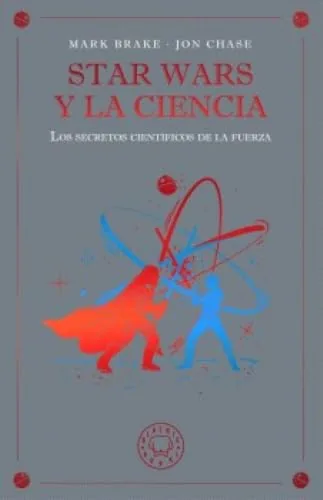 MARK BRAKE · JON CHASE
STAR WARS
Y LA CIENCIA
LOS SECRETOS CIENTÍFICOS DE LA FUERZA